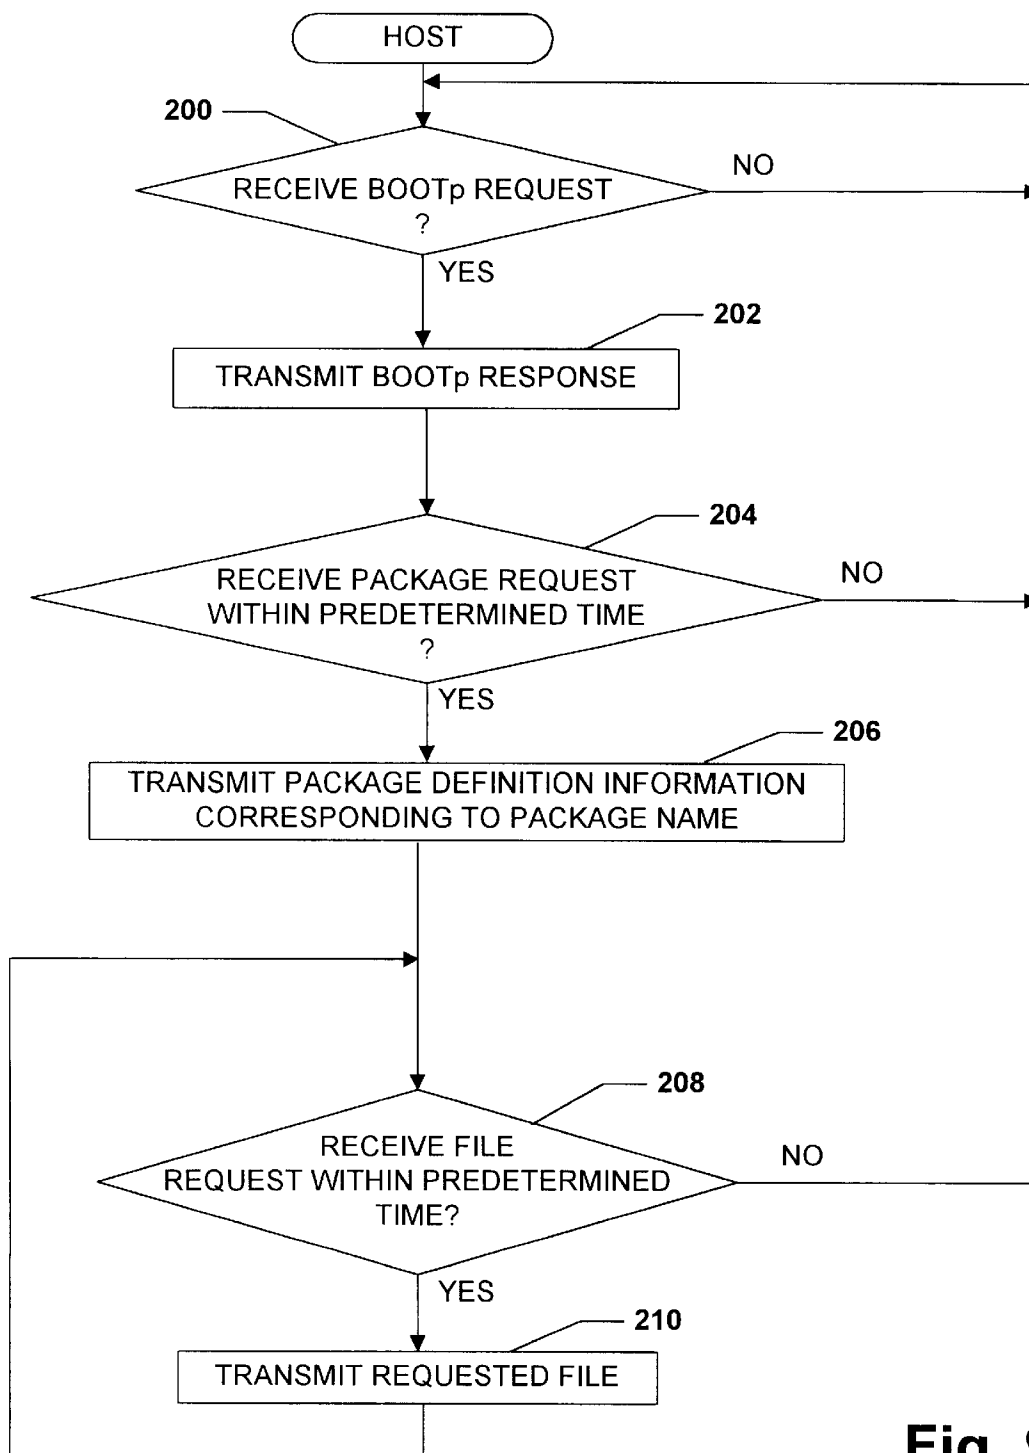 HOST
200
RECEIVE BOOTp REQUEST
?
NO
YES
202
TRANSMIT BOOTp RESPONSE
204
RECEIVE PACKAGE REQUEST
WITHIN PREDETERMINED TIME
?
NO
YES
206
TRANSMIT PACKAGE DEFINITION INFORMATION
CORRESPONDING TO PACKAGE NAME
208
RECEIVE FILE
REQUEST WITHIN PREDETERMINED
TIME?
NO
YES
210
TRANSMIT REQUESTED FILE
Fig.